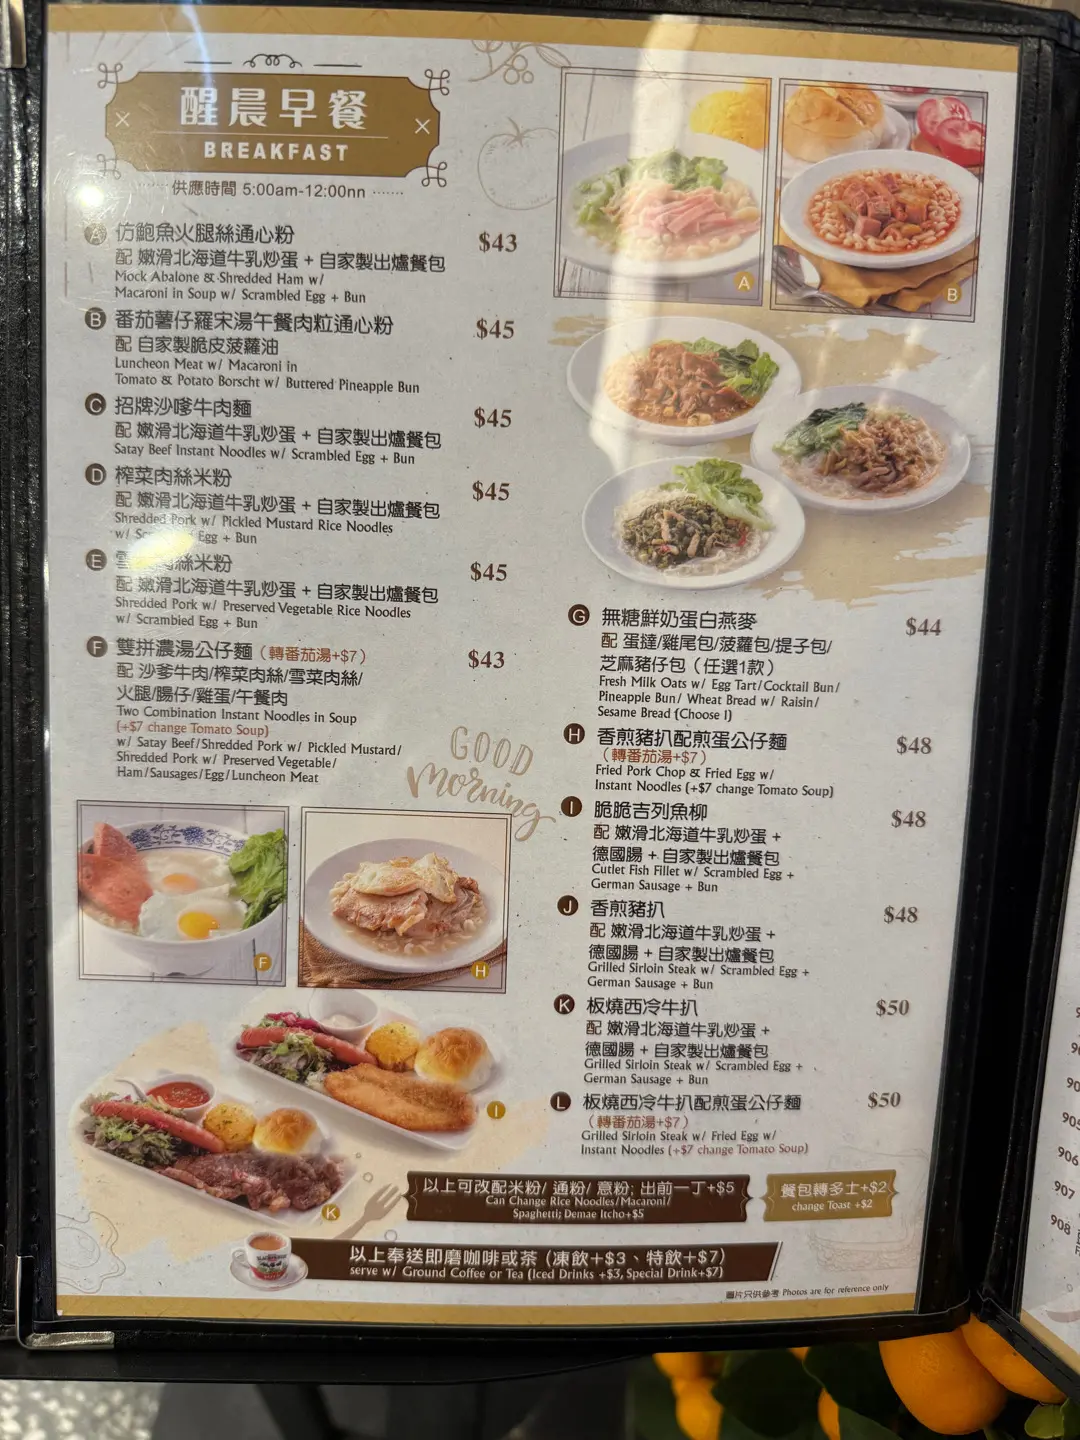 醒晨早餐
BREAKFAST
供應時間 5:00am-12:00nn
A 仿鮑魚火腿絲通心粉 $43
配 嫩滑北海道牛乳炒蛋 + 自家製出爐餐包
Mock Abalone & Shredded Ham w/
Macaroni in Soup w/ Scrambled Egg + Bun
B 番茄薯仔羅宋湯午餐肉粒通心粉 $45
配 自家製脆皮菠蘿油
Luncheon Meat w/ Macaroni in
Tomato & Potato Borscht w/ Buttered Pineapple Bun
C 招牌沙嗲牛肉麵 $45
配 嫩滑北海道牛乳炒蛋 + 自家製出爐餐包
Satay Beef Instant Noodles w/ Scrambled Egg + Bun
D 榨菜肉絲米粉 $45
配 嫩滑北海道牛乳炒蛋 + 自家製出爐餐包
Shredded Pork w/ Pickled Mustard Rice Noodles
w/ Egg + Bun
E 絲米粉 $45
配 嫩滑北海道牛乳炒蛋 + 自家製出爐餐包
Shredded Pork w/ Preserved Vegetable Rice Noodles
w/ Scrambled Egg + Bun
F 雙拼濃湯公仔麵（轉番茄湯+$7） $43
配 沙爹牛肉/榨菜肉絲/雪菜肉絲/
火腿/腸仔/雞蛋/午餐肉
Two Combination Instant Noodles in Soup
(+$7 change Tomato Soup)
w/ Satay Beef/Shredded Pork w/ Pickled Mustard/
Shredded Pork w/ Preserved Vegetable/
Ham/Sausages/Egg/Luncheon Meat
GOOD
Morning
F
H
I
K
A
B
G 無糖鮮奶蛋白燕麥 $44
配 蛋撻/雞尾包/菠蘿包/提子包/
芝麻豬仔包（任選1款）
Fresh Milk Oats w/ Egg Tart/Cocktail Bun/
Pineapple Bun/ Wheat Bread w/ Raisin/
Sesame Bread (Choose 1)
H 香煎豬扒配煎蛋公仔麵 $48
（轉番茄湯+$7）
Fried Pork Chop & Fried Egg w/
Instant Noodles (+$7 change Tomato Soup)
I 脆脆吉列魚柳 $48
配 嫩滑北海道牛乳炒蛋 +
德國腸 + 自家製出爐餐包
Cutlet Fish Fillet w/ Scrambled Egg +
German Sausage + Bun
J 香煎豬扒 $48
配 嫩滑北海道牛乳炒蛋 +
德國腸 + 自家製出爐餐包
Grilled Sirloin Steak w/ Scrambled Egg +
German Sausage + Bun
K 板燒西冷牛扒 $50
配 嫩滑北海道牛乳炒蛋 +
德國腸 + 自家製出爐餐包
Grilled Sirloin Steak w/ Scrambled Egg +
German Sausage + Bun
L 板燒西冷牛扒配煎蛋公仔麵 $50
（轉番茄湯+$7）
Grilled Sirloin Steak w/ Fried Egg w/
Instant Noodles (+$7 change Tomato Soup)
以上可改配米粉/ 通粉/ 意粉; 出前一丁+$5
Can Change Rice Noodles/Macaroni/
Spaghetti; Demae Itcho+$5
餐包轉多士+$2
change Toast +$2
以上奉送即磨咖啡或茶 (凍飲+$3、特飲+$7)
serve w/ Ground Coffee or Tea (Iced Drinks +$3, Special Drink+$7)
圖片只供參考 Photos are for reference only
905
906
907
908